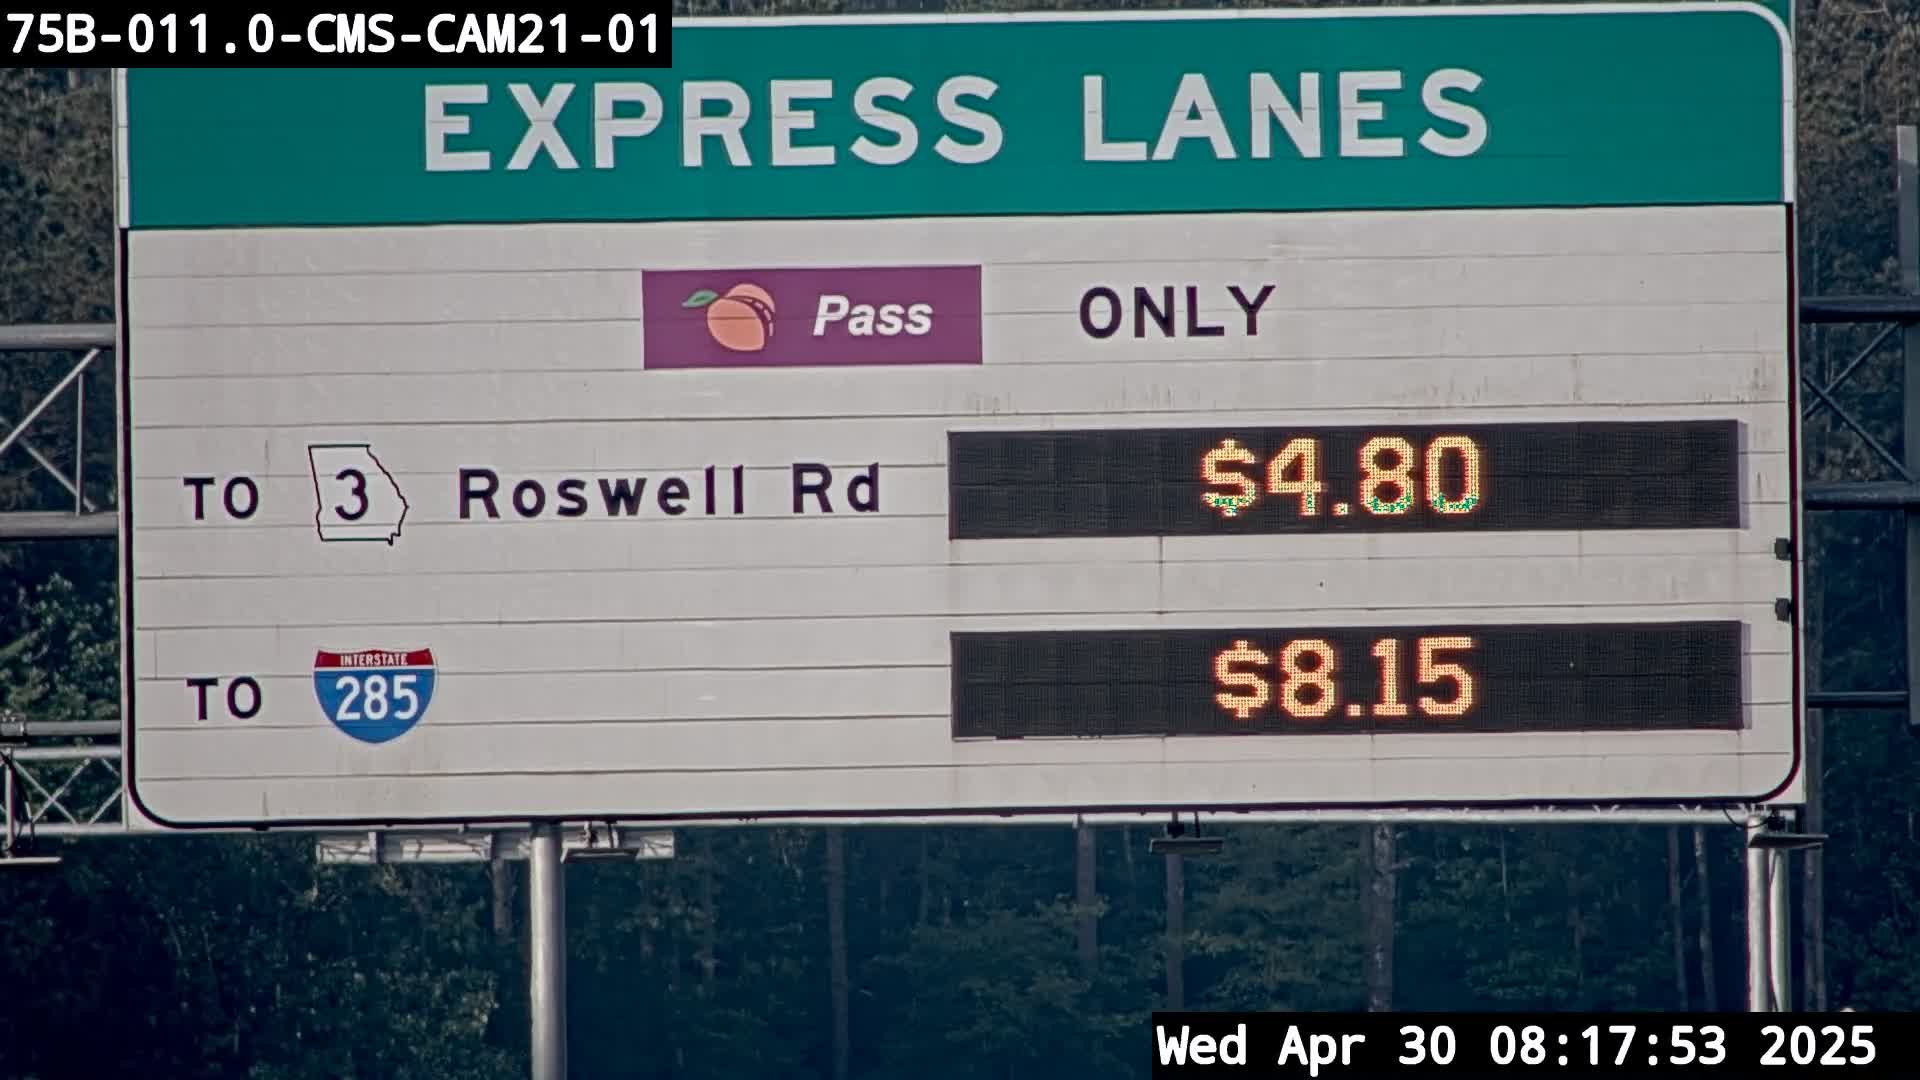 75B-011.0-CMS-CAM21-01
EXPRESS LANES
Pass ONLY
TO 3 Roswell Rd $4.80
TO INTERSTATE 285 $8.15
Wed Apr 30 08:17:53 2025